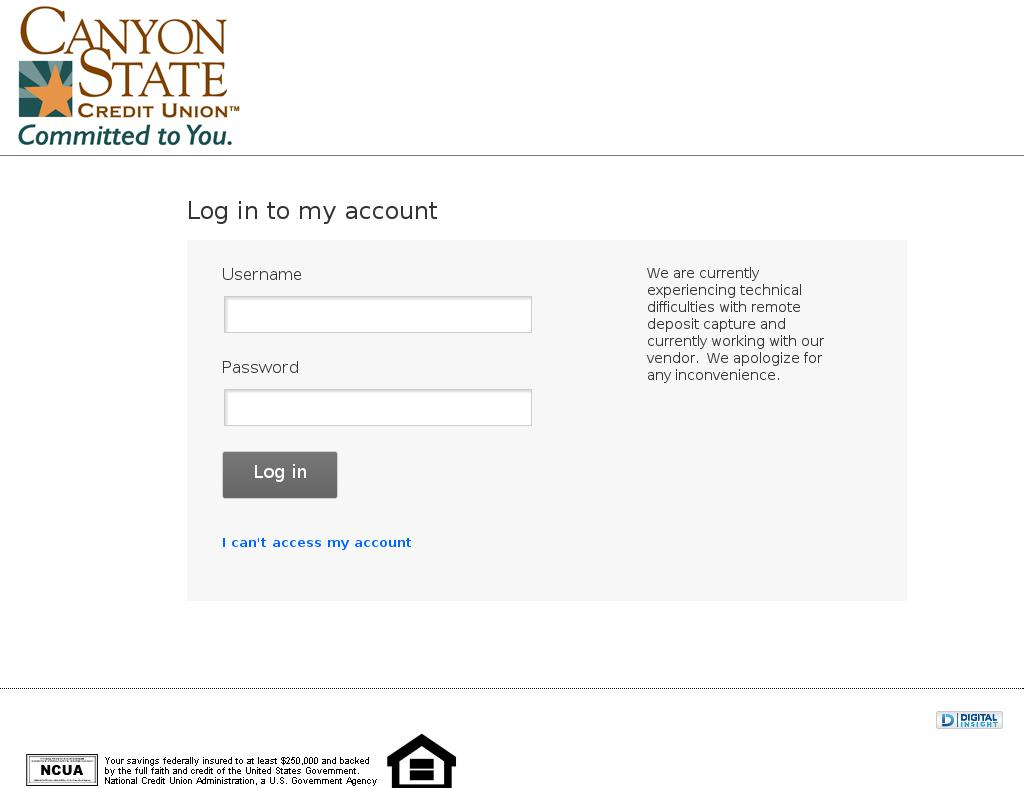 CANYON
STATE
CREDIT UNION™
Committed to You.
Log in to my account
Username
Password
Log in
I can't access my account
We are currently
experiencing technical
difficulties with remote
deposit capture and
currently working with our
vendor. We apologize for
any inconvenience.
D DIGITAL
INSIGHT
NCUA
Your savings federally insured to at least $250,000 and backed
by the full faith and credit of the United States Government.
National Credit Union Administration, a U.S. Government Agency